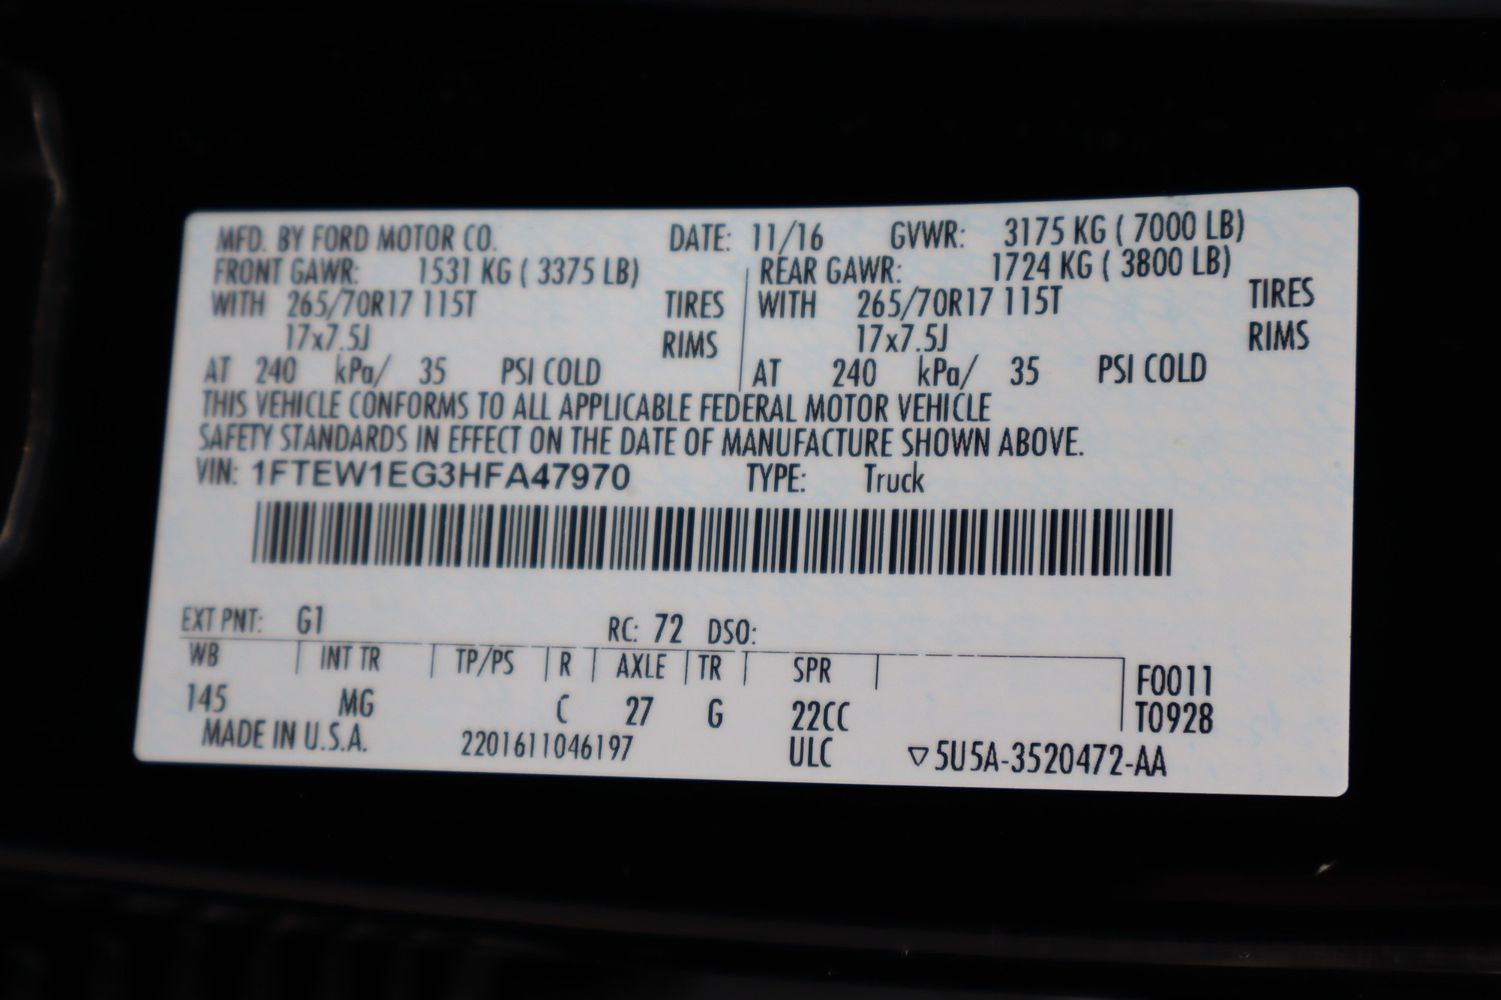 MFD. BY FORD MOTOR CO. DATE: 11/16 GVWR: 3175 KG ( 7000 LB)
FRONT GAWR: 1531 KG ( 3375 LB) REAR GAWR: 1724 KG ( 3800 LB)
WITH 265/70R17 115T TIRES WITH 265/70R17 115T TIRES
17x7.5J RIMS 17x7.5J RIMS
AT 240 kPa/ 35 PSI COLD AT 240 kPa/ 35 PSI COLD
THIS VEHICLE CONFORMS TO ALL APPLICABLE FEDERAL MOTOR VEHICLE
SAFETY STANDARDS IN EFFECT ON THE DATE OF MANUFACTURE SHOWN ABOVE.
VIN: 1FTEW1EG3HFA47970 TYPE: Truck
EXT PNT: G1 RC: 72 DSO:
WB INT TR TP/PS R AXLE TR SPR F0011
145 MG C 27 G 22CC T0928
MADE IN U.S.A. 2201611046197 ULC ▽5U5A-3520472-AA